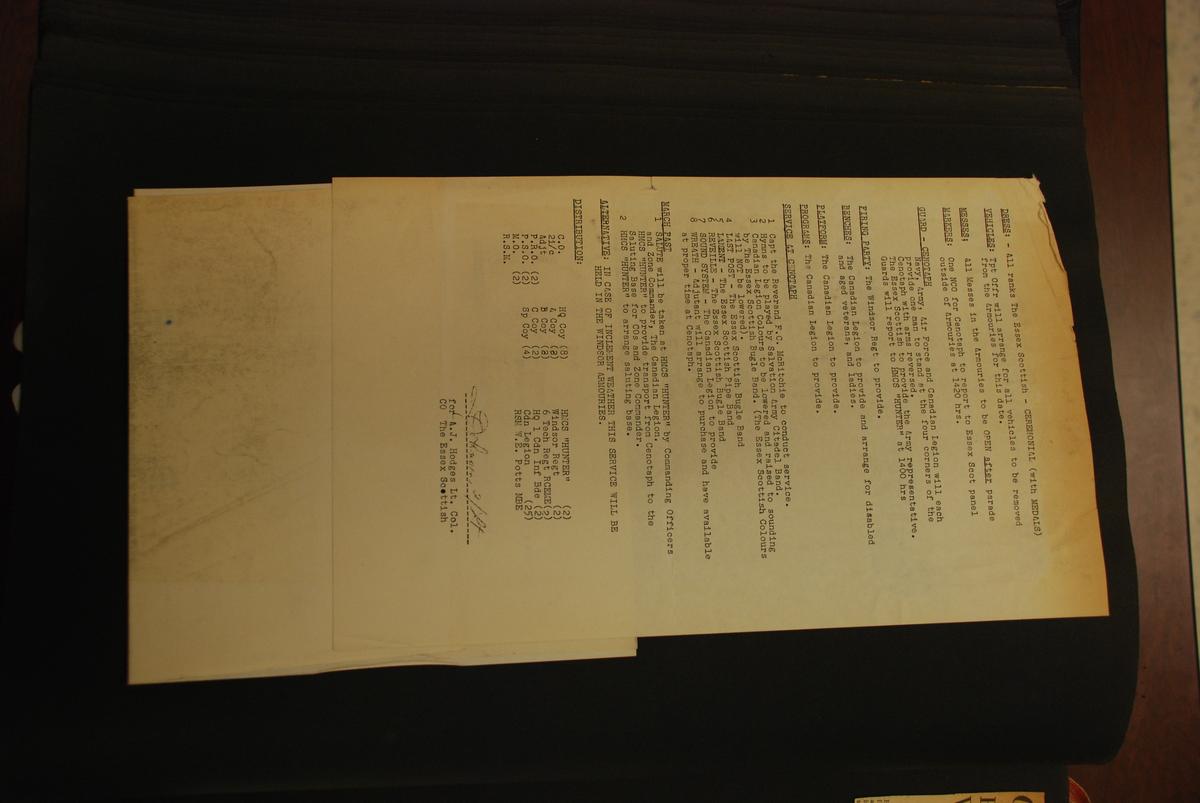 DRESS: - All ranks The Essex Scottish - CEREMONIAL (with MEDALS)
VEHICLES: Tpt Offr will arrange for all vehicles to be removed
from the Armouries for this date.
MESSES: All Messes in the Armouries to be OPEN after parade
MARKERS: One NCO for Cenotaph to report to Essex Scot panel
outside of Armouries at 1420 hrs.
GUARD - CENOTAPH
Navy, Army, Air Force and Canadian Legion will each
provide one man to stand at the four corners of the
Cenotaph with arms reversed.
The Essex Scottish to provide the Army representative.
Guards will report to HMCS "HUNTER" at 1400 hrs
FIRING PARTY: The Windsor Regt to provide.
BENCHES: The Canadian Legion to provide and arrange for disabled
and aged veterans, and ladies.
PLATFORM: The Canadian Legion to provide.
PROGRAMS: The Canadian Legion to provide.
SERVICE AT CENOTAPH
1 Capt the Reverand F.C. McRitchie to conduct service.
2 Hymns to be played by Salvation Army Citadel Band.
3 Canadian Legion Colours to be lowered and raised to sounding
by The Essex Scottish Bugle Band. (The Essex Scottish Colours
will NOT be lowered).
4 LAST POST - The Essex Scottish Bugle Band
5 LAMENT - The Essex Scottish Pipe Band
6 REVEILLE - The Essex Scottish Bugle Band
7 SOUND SYSTEM - The Canadian Legion to provide
8 WREATH - Adjutant will arrange to purchase and have available
at proper time at Cenotaph.
MARCH PAST
1 SALUTE will be taken at HMCS "HUNTER" by Commanding Officers
and Zone Commander, The Canadian Legion.
HMCS "HUNTER" to provide transport from Cenotaph to the
Saluting Base for COs and Zone Commander.
2 HMCS "HUNTER" to arrange saluting base.
ALTERNATIVE: IN CASE OF INCLEMENT WEATHER THIS SERVICE WILL BE
HELD IN THE WINDSOR ARMOURIES.
DISTRIBUTION:
C.O. HQ Coy (8) HMCS "HUNTER" (2)
2i/c A Coy (3) Windsor Regt (2)
Adjt B Coy (3) 6 Tech Regt RCEME(2)
P.R.O. (2) C Coy (2) HQ 1 Cdn Inf Bde (2)
P.S.O. (2) Sp Coy (4) Cdn Legion (25)
M.O. (2) RSM W.E. Potts MBE
R.S.M.
for A.J. Hodges Lt. Col.
CO The Essex Scottish